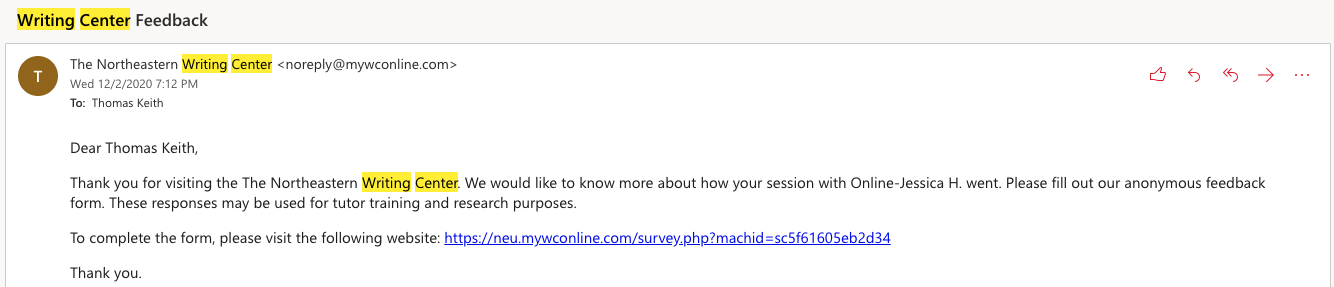 Writing Center Feedback
T
The Northeastern Writing Center <noreply@mywconline.com>
Wed 12/2/2020 7:12 PM
To: Thomas Keith
Dear Thomas Keith,
Thank you for visiting the The Northeastern Writing Center. We would like to know more about how your session with Online-Jessica H. went. Please fill out our anonymous feedback
form. These responses may be used for tutor training and research purposes.
To complete the form, please visit the following website: https://neu.mywconline.com/survey.php?machid=sc5f61605eb2d34
Thank you.